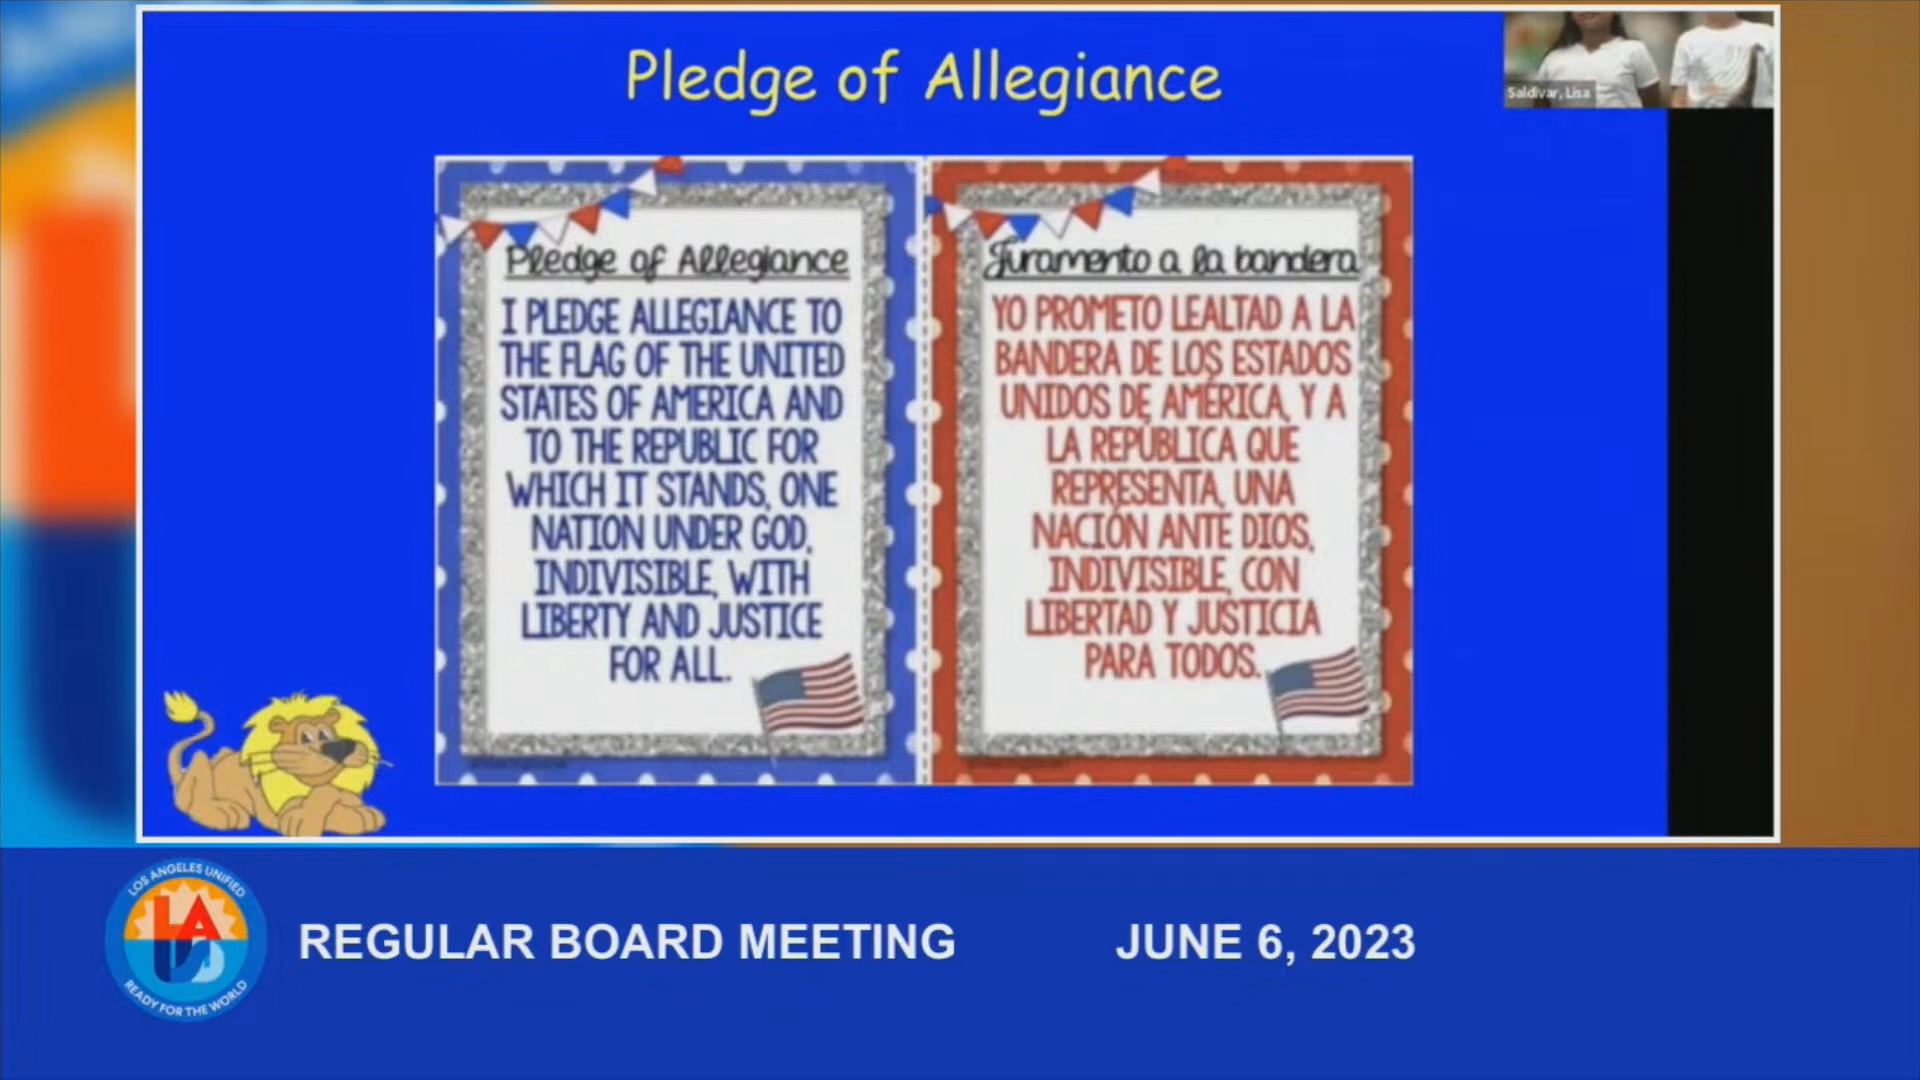 Pledge of Allegiance
Saldivar, Lisa
Pledge of Allegiance
I PLEDGE ALLEGIANCE TO
THE FLAG OF THE UNITED
STATES OF AMERICA AND
TO THE REPUBLIC FOR
WHICH IT STANDS, ONE
NATION UNDER GOD,
INDIVISIBLE, WITH
LIBERTY AND JUSTICE
FOR ALL.
Juramento a la bandera
YO PROMETO LEALTAD A LA
BANDERA DE LOS ESTADOS
UNIDOS DE AMÉRICA, Y A
LA REPÚBLICA QUE
REPRESENTA, UNA
NACIÓN ANTE DIOS,
INDIVISIBLE, CON
LIBERTAD Y JUSTICIA
PARA TODOS.
LOS ANGELES UNIFIED
LAUSD
READY FOR THE WORLD
REGULAR BOARD MEETING
JUNE 6, 2023